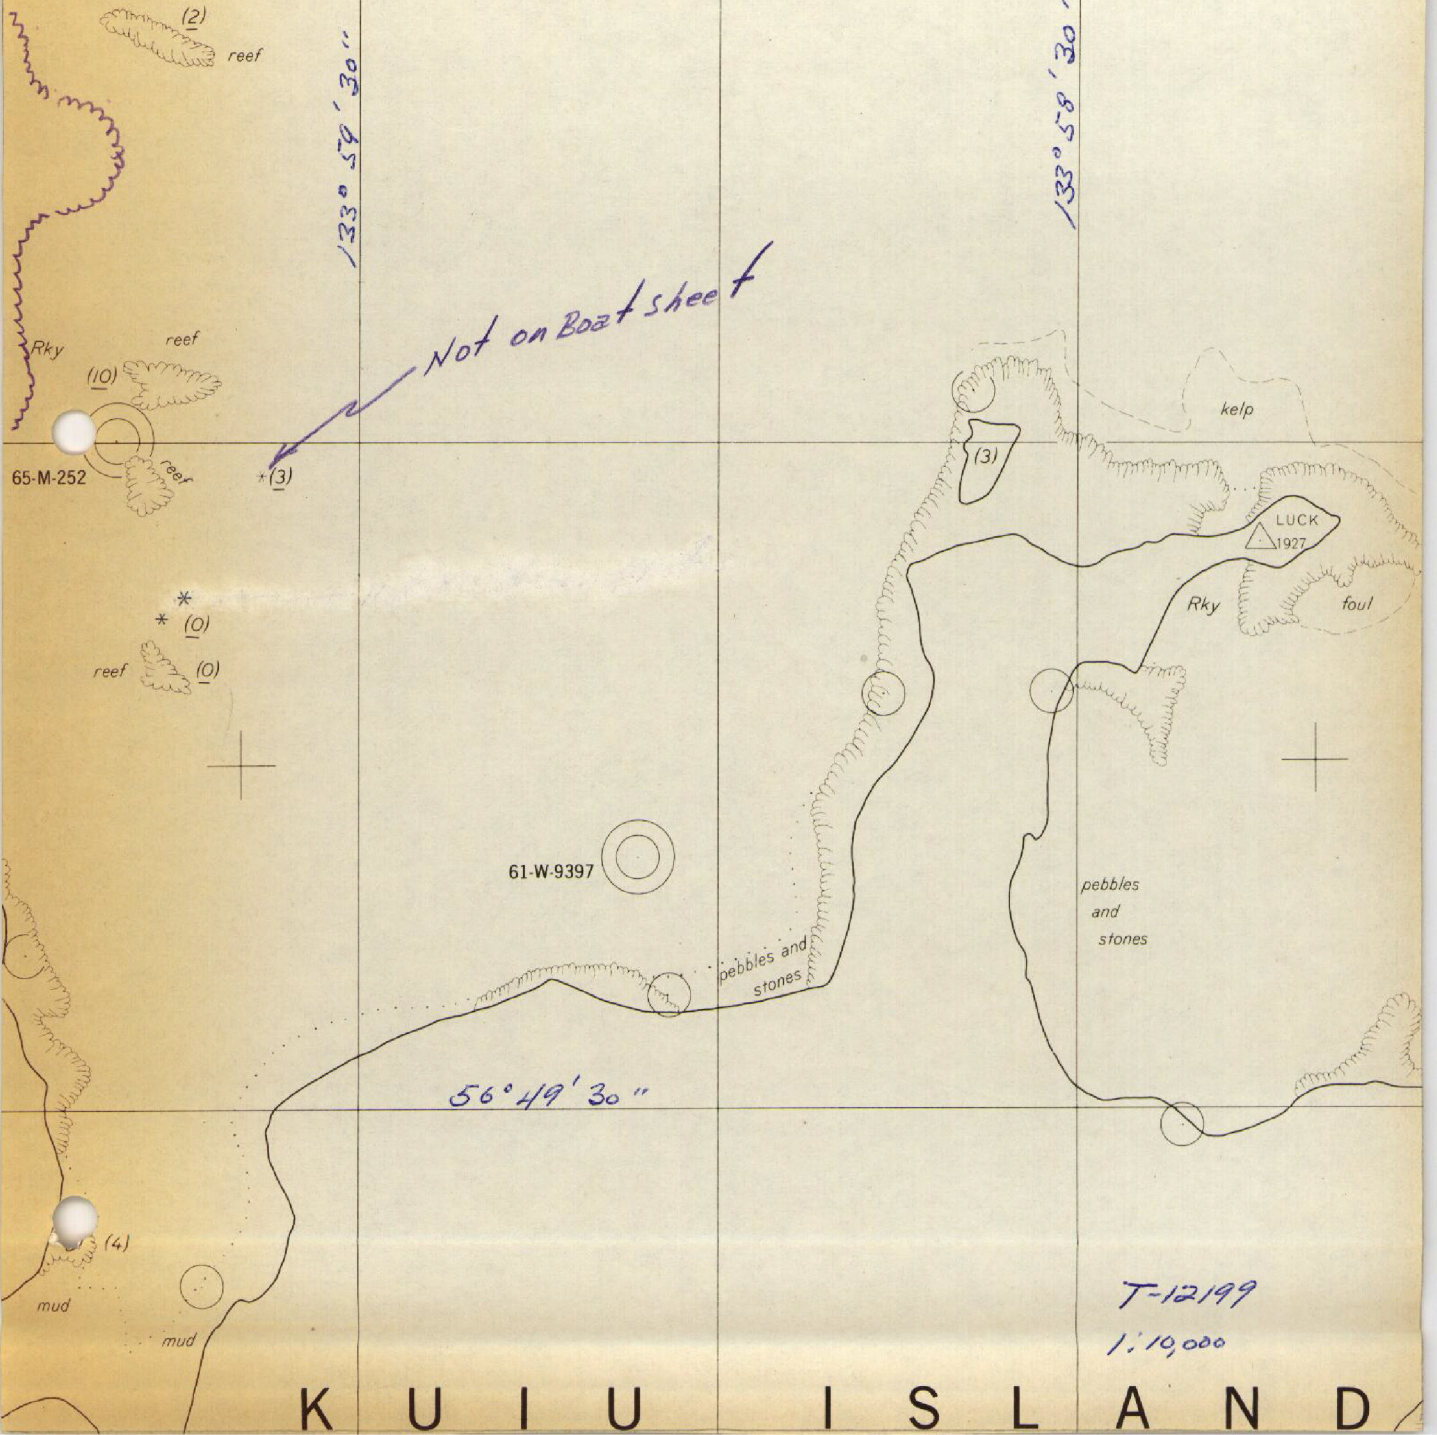 (2)
reef
133° 59' 30"
133° 58' 30"
Not on Boat sheet
Rky
reef
(10)
kelp
65-M-252
reef
*(3)
(3)
LUCK
1927
(0)
Rky
foul
reef
(0)
61-W-9397
pebbles
and
stones
pebbles and
stones
56° 49' 30"
(4)
mud
mud
T-12199
1:10,000
KUIU ISLAND